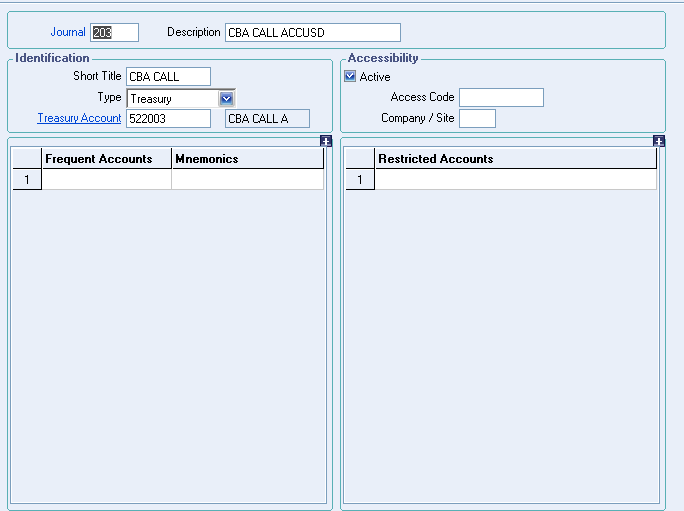 Journal 203 Description CBA CALL ACCUSD
Identification Accessibility
Short Title CBA CALL Active
Type Treasury Access Code
Treasury Account 522003 CBA CALL A Company / Site
Frequent Accounts Mnemonics Restricted Accounts
1 1